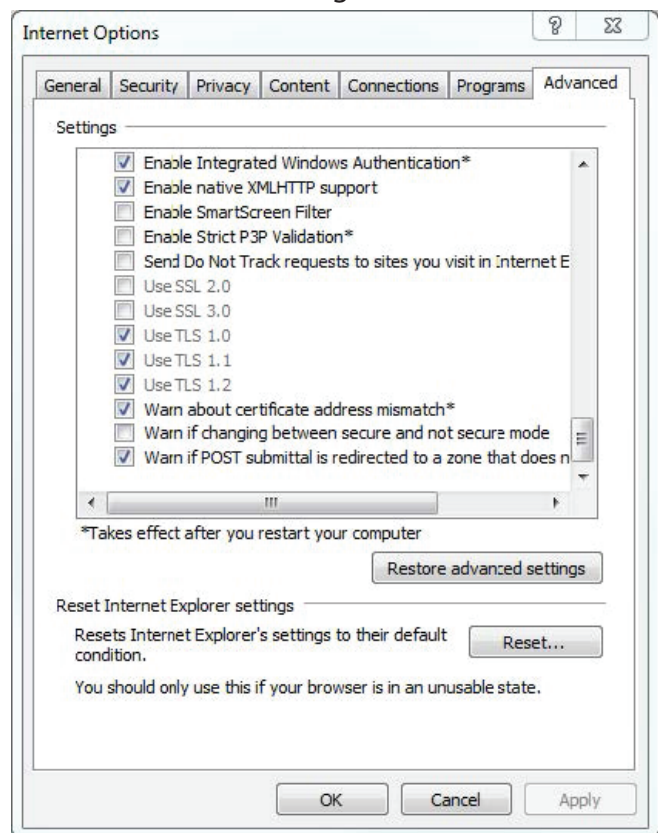 Internet Options
General Security Privacy Content Connections Programs Advanced
Settings
Enable Integrated Windows Authentication*
Enable native XMLHTTP support
Enable SmartScreen Filter
Enable Strict P3P Validation*
Send Do Not Track requests to sites you visit in Internet E
Use SSL 2.0
Use SSL 3.0
Use TLS 1.0
Use TLS 1.1
Use TLS 1.2
Warn about certificate address mismatch*
Warn if changing between secure and not secure mode
Warn if POST submittal is redirected to a zone that does n
*Takes effect after you restart your computer
Restore advanced settings
Reset Internet Explorer settings
Resets Internet Explorer's settings to their default
condition.
Reset...
You should only use this if your browser is in an unusable state.
OK Cancel Apply